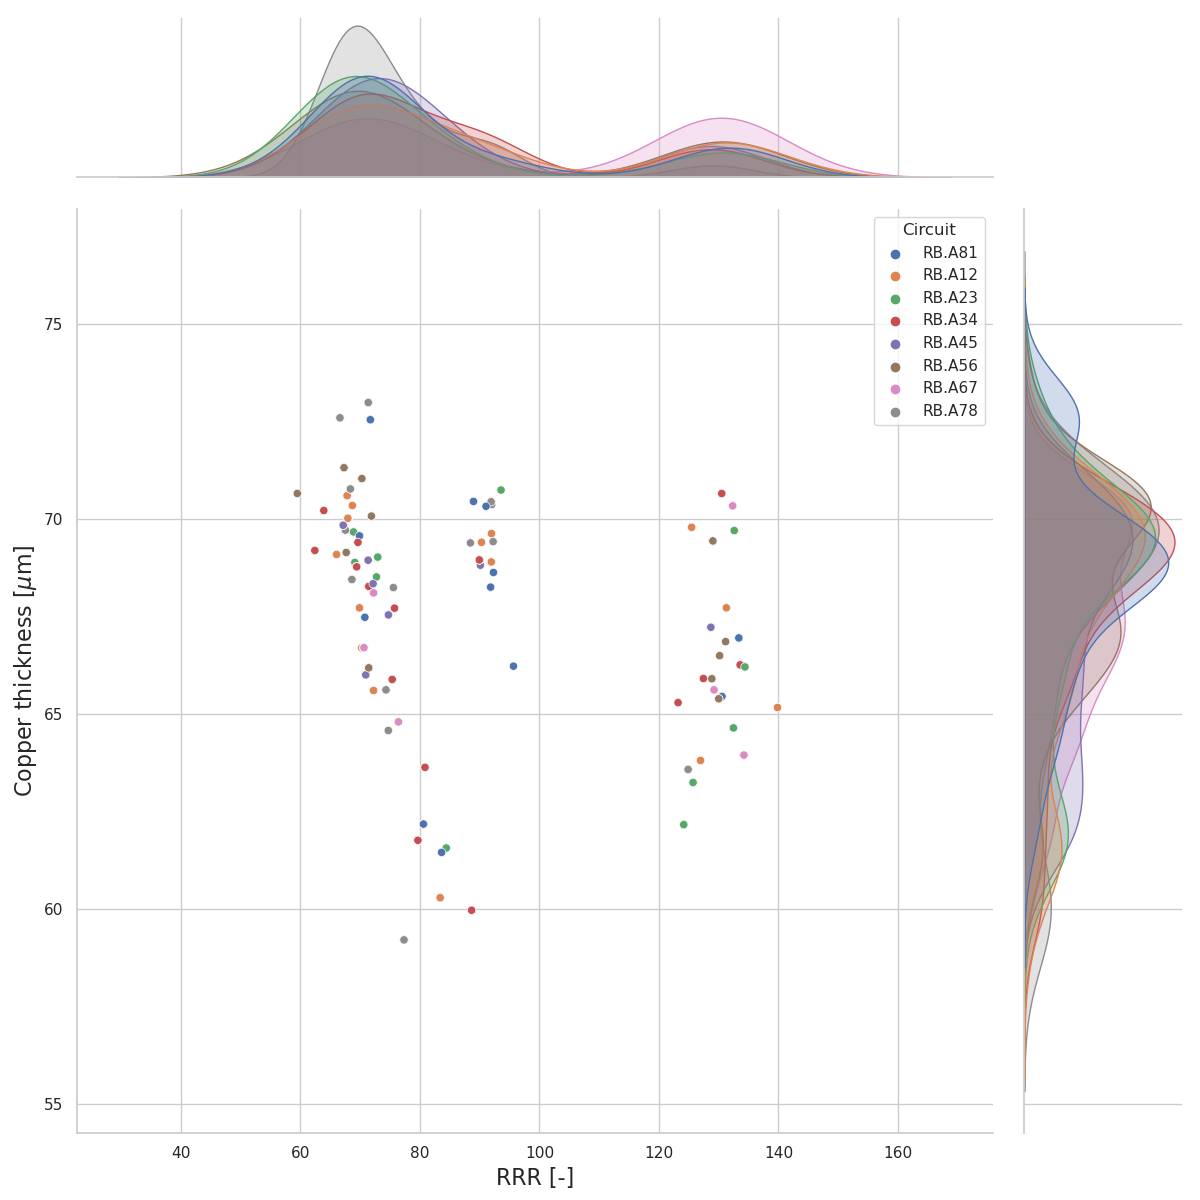 Circuit
RB.A81
RB.A12
RB.A23
RB.A34
RB.A45
RB.A56
RB.A67
RB.A78
75
70
65
60
55
Copper thickness [μm]
40 60 80 100 120 140 160
RRR [-]